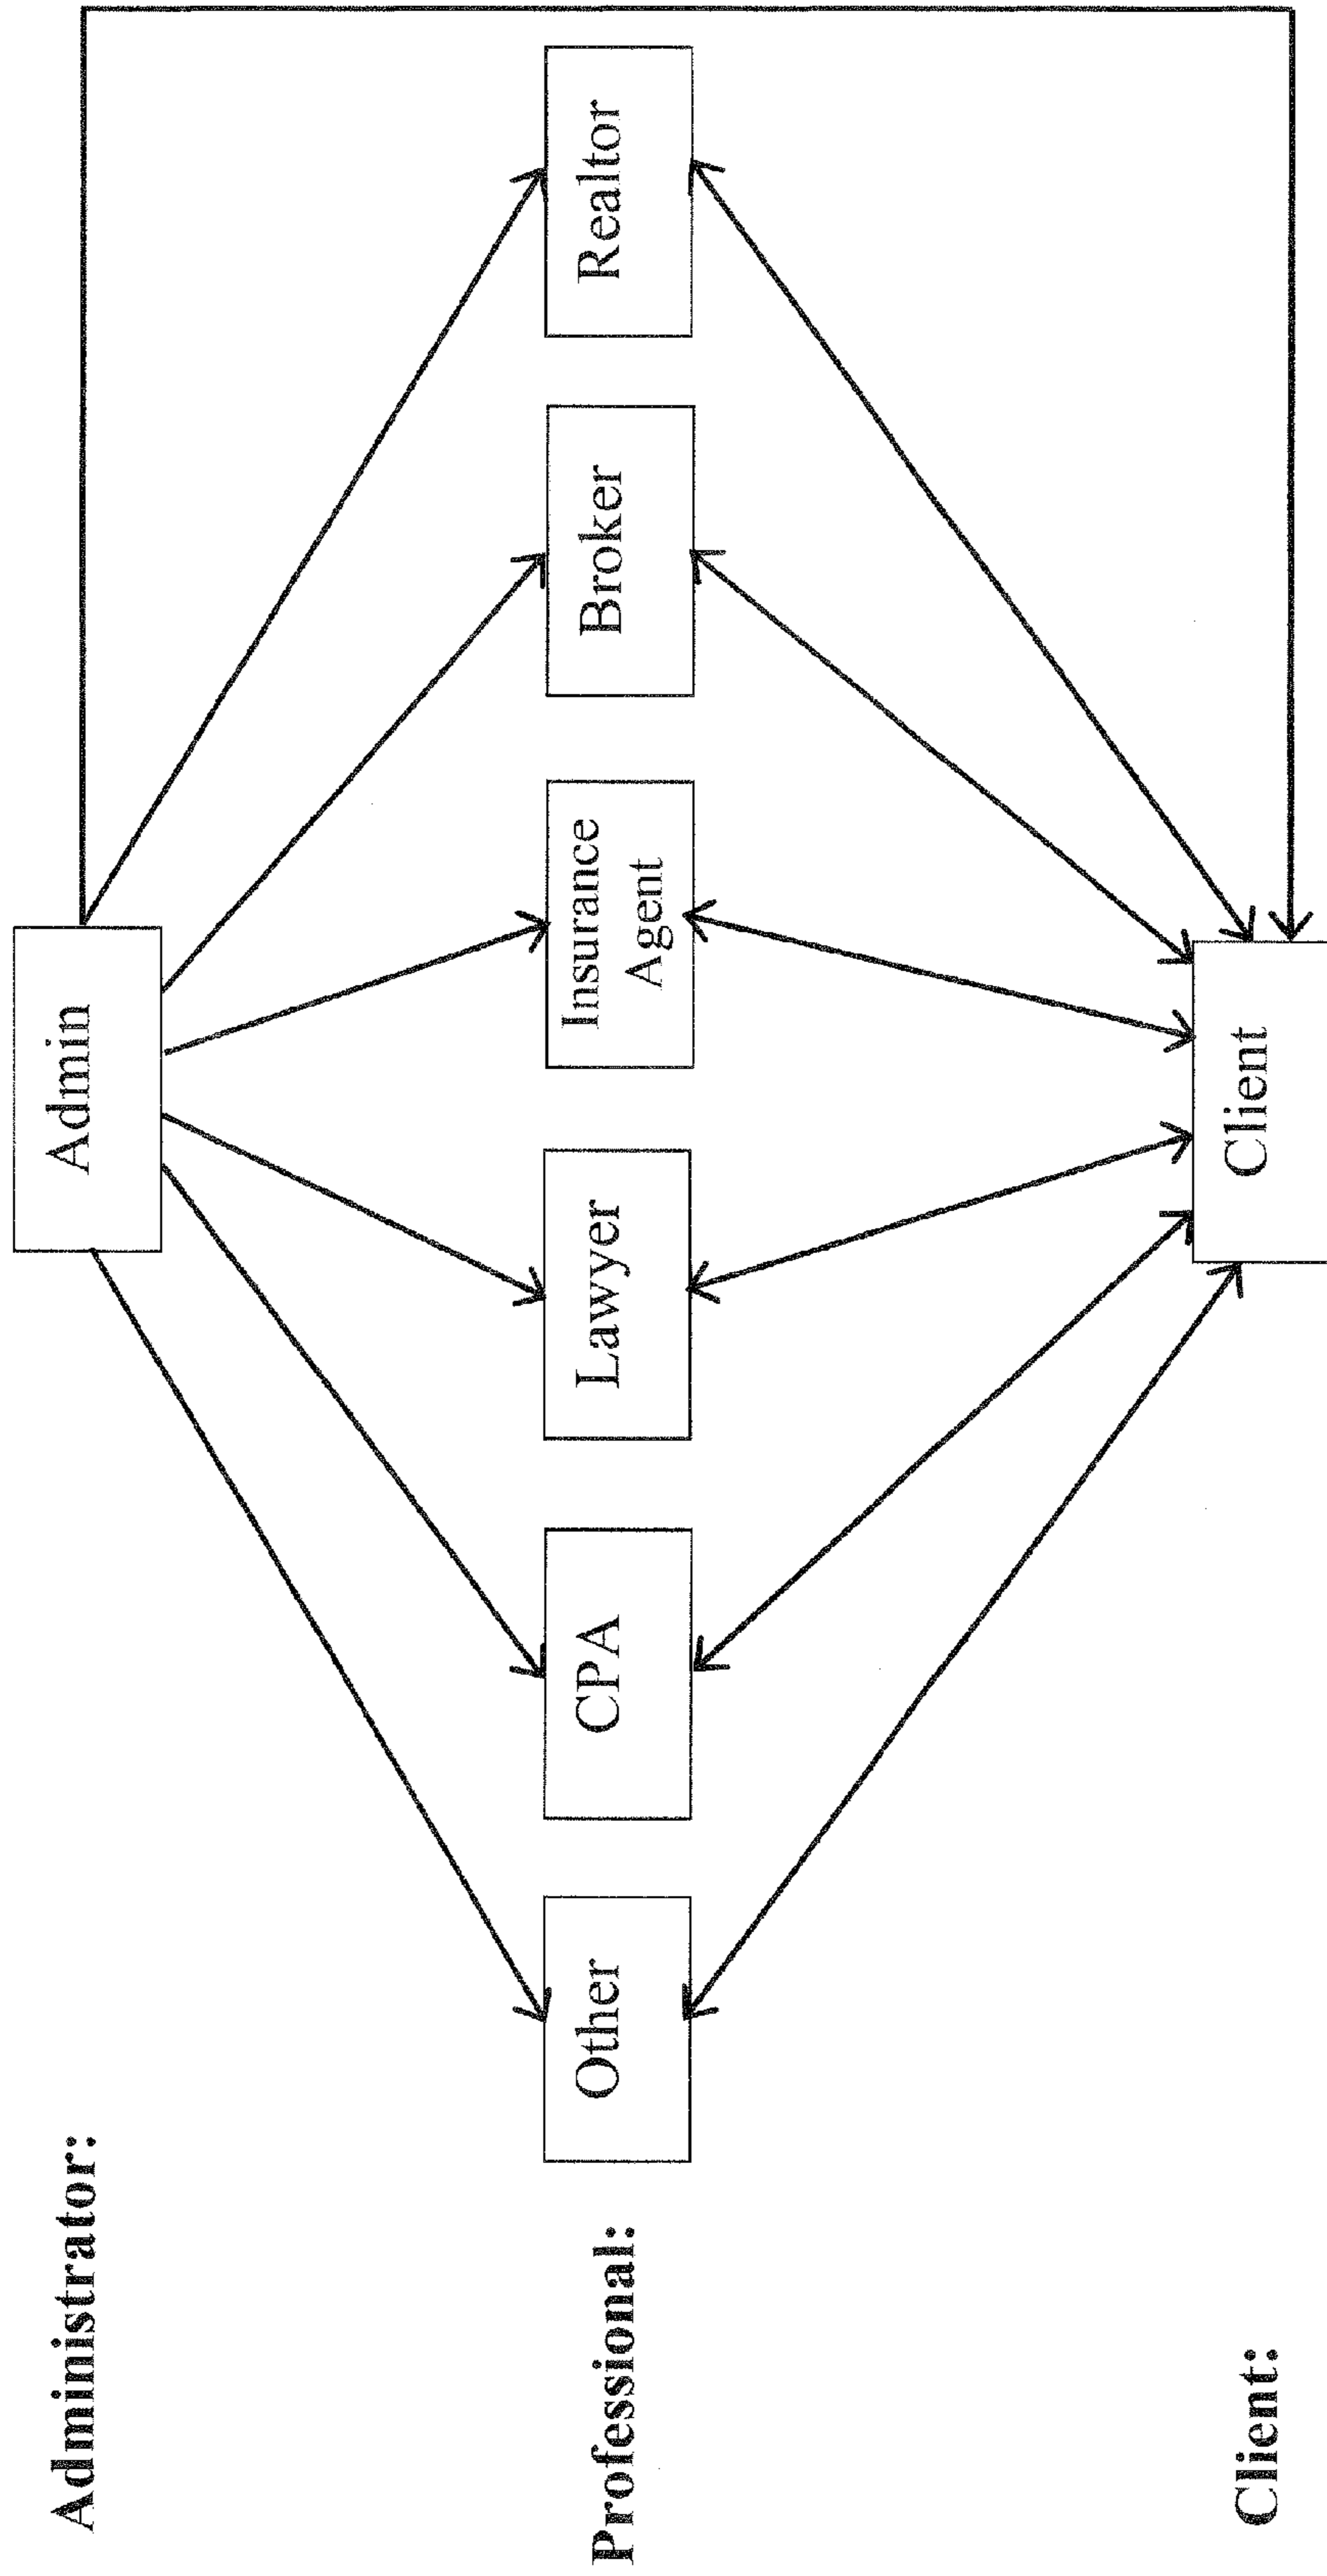 Administrator:
Admin
Professional:
Other
CPA
Lawyer
Insurance
Agent
Broker
Realtor
Client:
Client